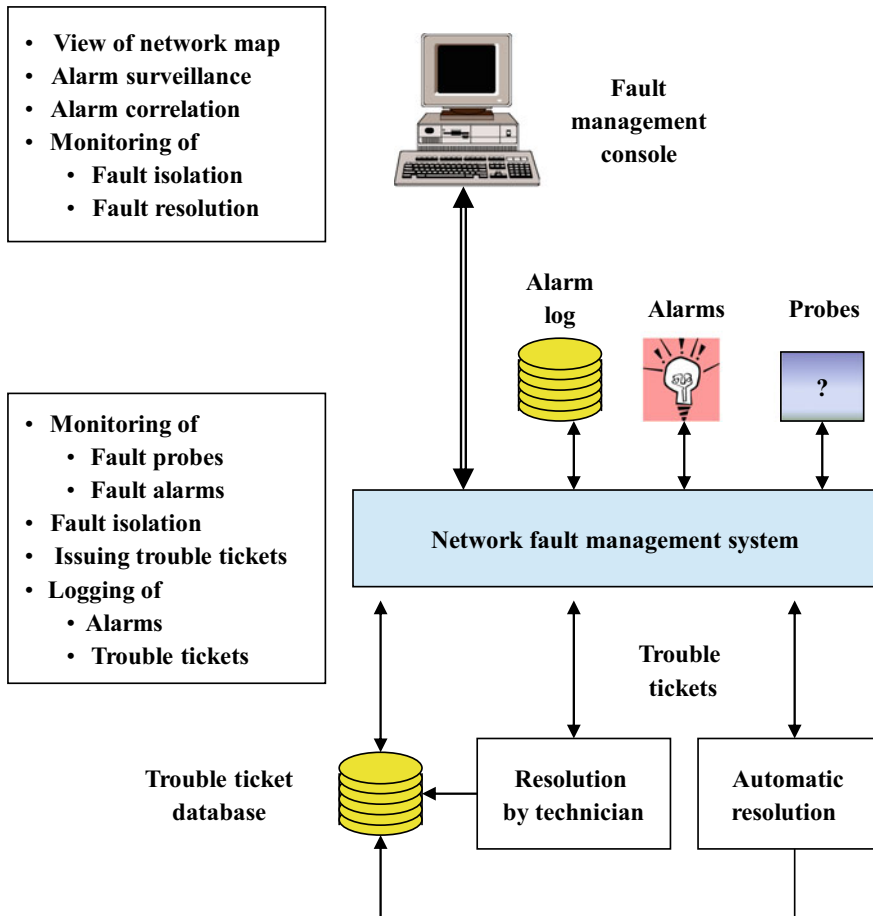 • View of network map
• Alarm surveillance
• Alarm correlation
• Monitoring of
• Fault isolation
• Fault resolution
Fault
management
console
Alarm
log
Alarms
Probes
?
• Monitoring of
• Fault probes
• Fault alarms
• Fault isolation
• Issuing trouble tickets
• Logging of
• Alarms
• Trouble tickets
Network fault management system
Trouble
tickets
Trouble ticket
database
Resolution
by technician
Automatic
resolution